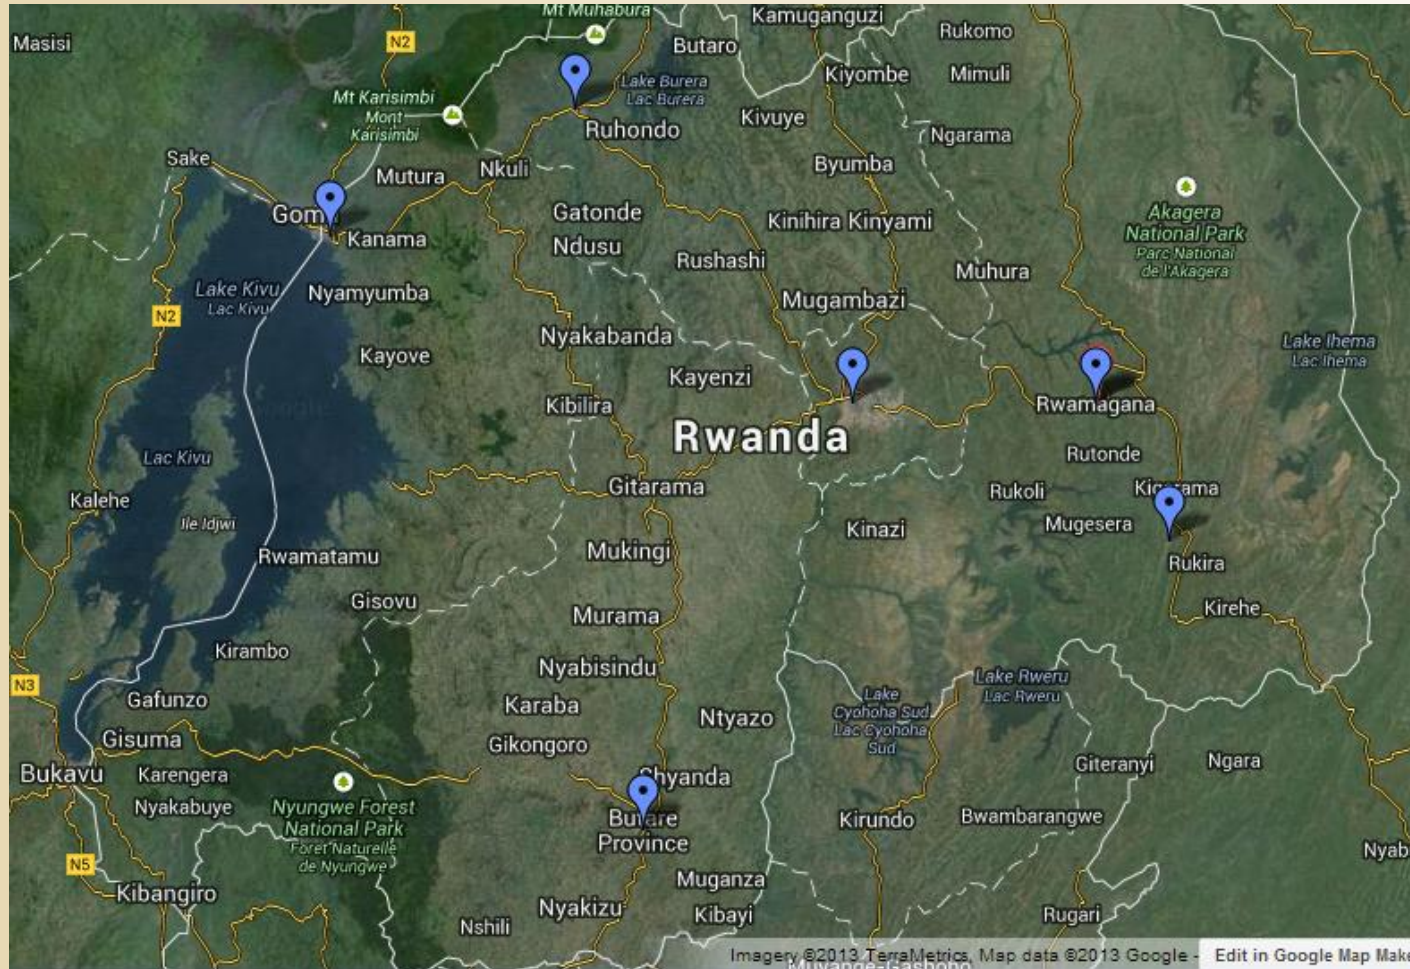 Mt Muhabura
Kamuganguzi
Masisi
N2
Butaro
Rukomo
Lake Burera
Lac Burera
Kiyombe
Mimuli
Mt Karisimbi
Mont
Karisimbi
Ruhondo
Kivuye
Ngarama
Sake
Mutura
Nkuli
Byumba
Gatonde
Kinihira Kinyami
Akagera
National Park
Parc National
de l'Akagera
Kanama
Ndusu
Rushashi
Muhura
Lake Kivu
Lac Kivu
Nyamyumba
Mugambazi
N2
Nyakabanda
Lake Ihema
Lac Ihema
Kayove
Kayenzi
Kibilira
Rwamagana
Rwanda
Lac Kivu
Rutonde
Kalehe
Gitarama
Rukoli
Ile Idjwi
Kinazi
Mugesera
Rwamatamu
Mukingi
Rukira
Gisovu
Murama
Kirehe
Kirambo
Nyabisindu
N3
Lake Rweru
Lac Rweru
Gafunzo
Karaba
Ntyazo
Lake
Cyohoha Sud
Lac Cyohoha
Sud
Gisuma
Gikongoro
Bukavu
Karengera
Giteranyi
Ngara
Nyakabuye
Nyungwe Forest
National Park
Foret Naturelle
de Nyungwe
Province
Kirundo
Bwambarangwe
N5
Nyab
Kibangiro
Muganza
Nshili
Nyakizu
Kibayi
Rugari
Imagery ©2013 TerraMetrics, Map data ©2013 Google -
Edit in Google Map Make